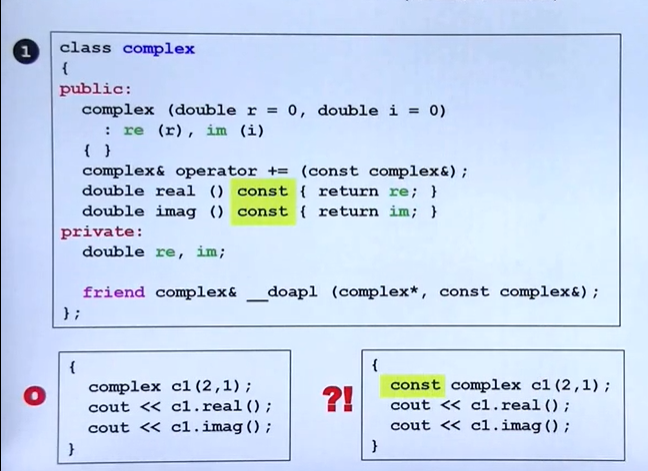 1
class complex
{
public:
complex (double r = 0, double i = 0)
: re (r), im (i)
{ }
complex& operator += (const complex&);
double real () const { return re; }
double imag () const { return im; }
private:
double re, im;
friend complex& __doapl (complex*, const complex&);
};
O
{
complex c1(2,1);
cout << c1.real();
cout << c1.imag();
}
?!
{
const complex c1(2,1);
cout << c1.real();
cout << c1.imag();
}